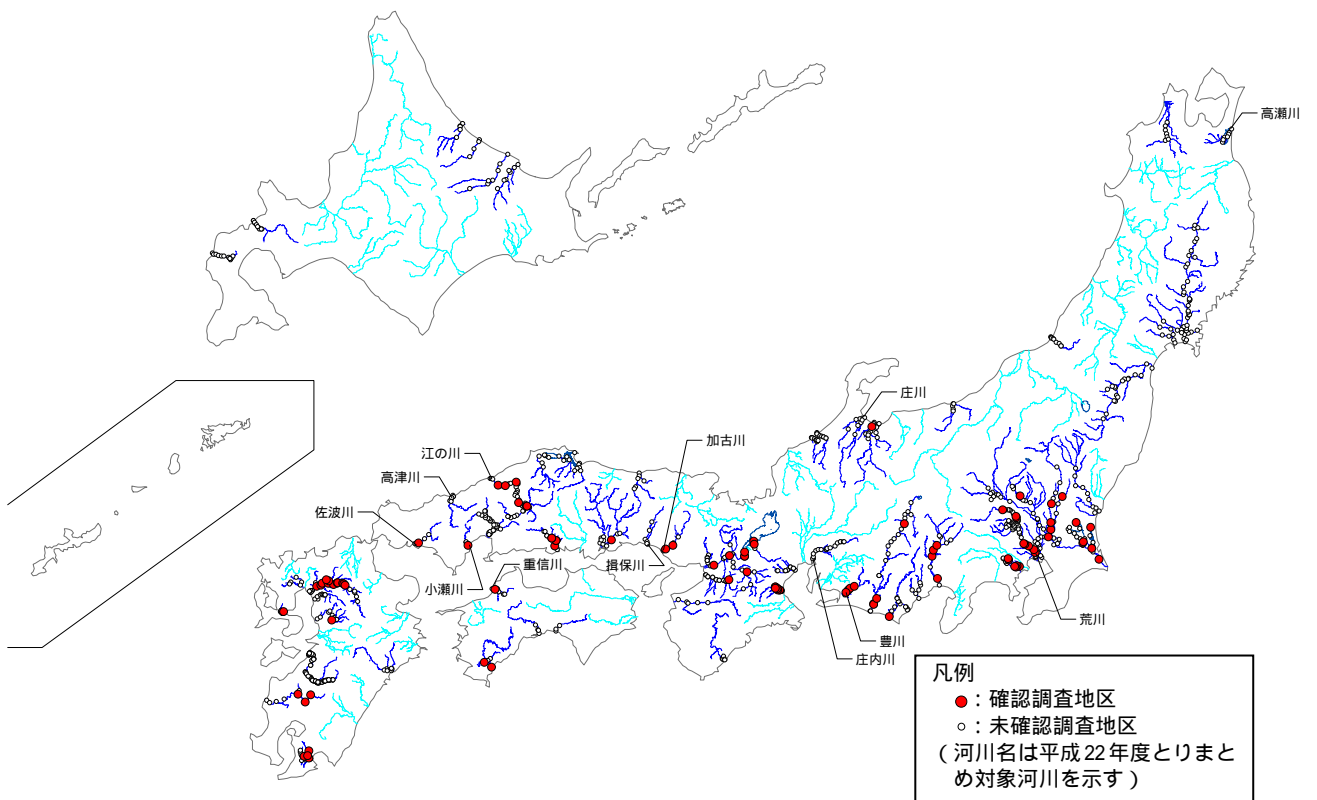 高瀬川
庄川
加古川
江の川
高津川
佐波川
重信川
揖保川
小瀬川
荒川
豊川
庄内川
凡例
●：確認調査地区
○：未確認調査地区
(河川名は平成22年度とりまと
め対象河川を示す)